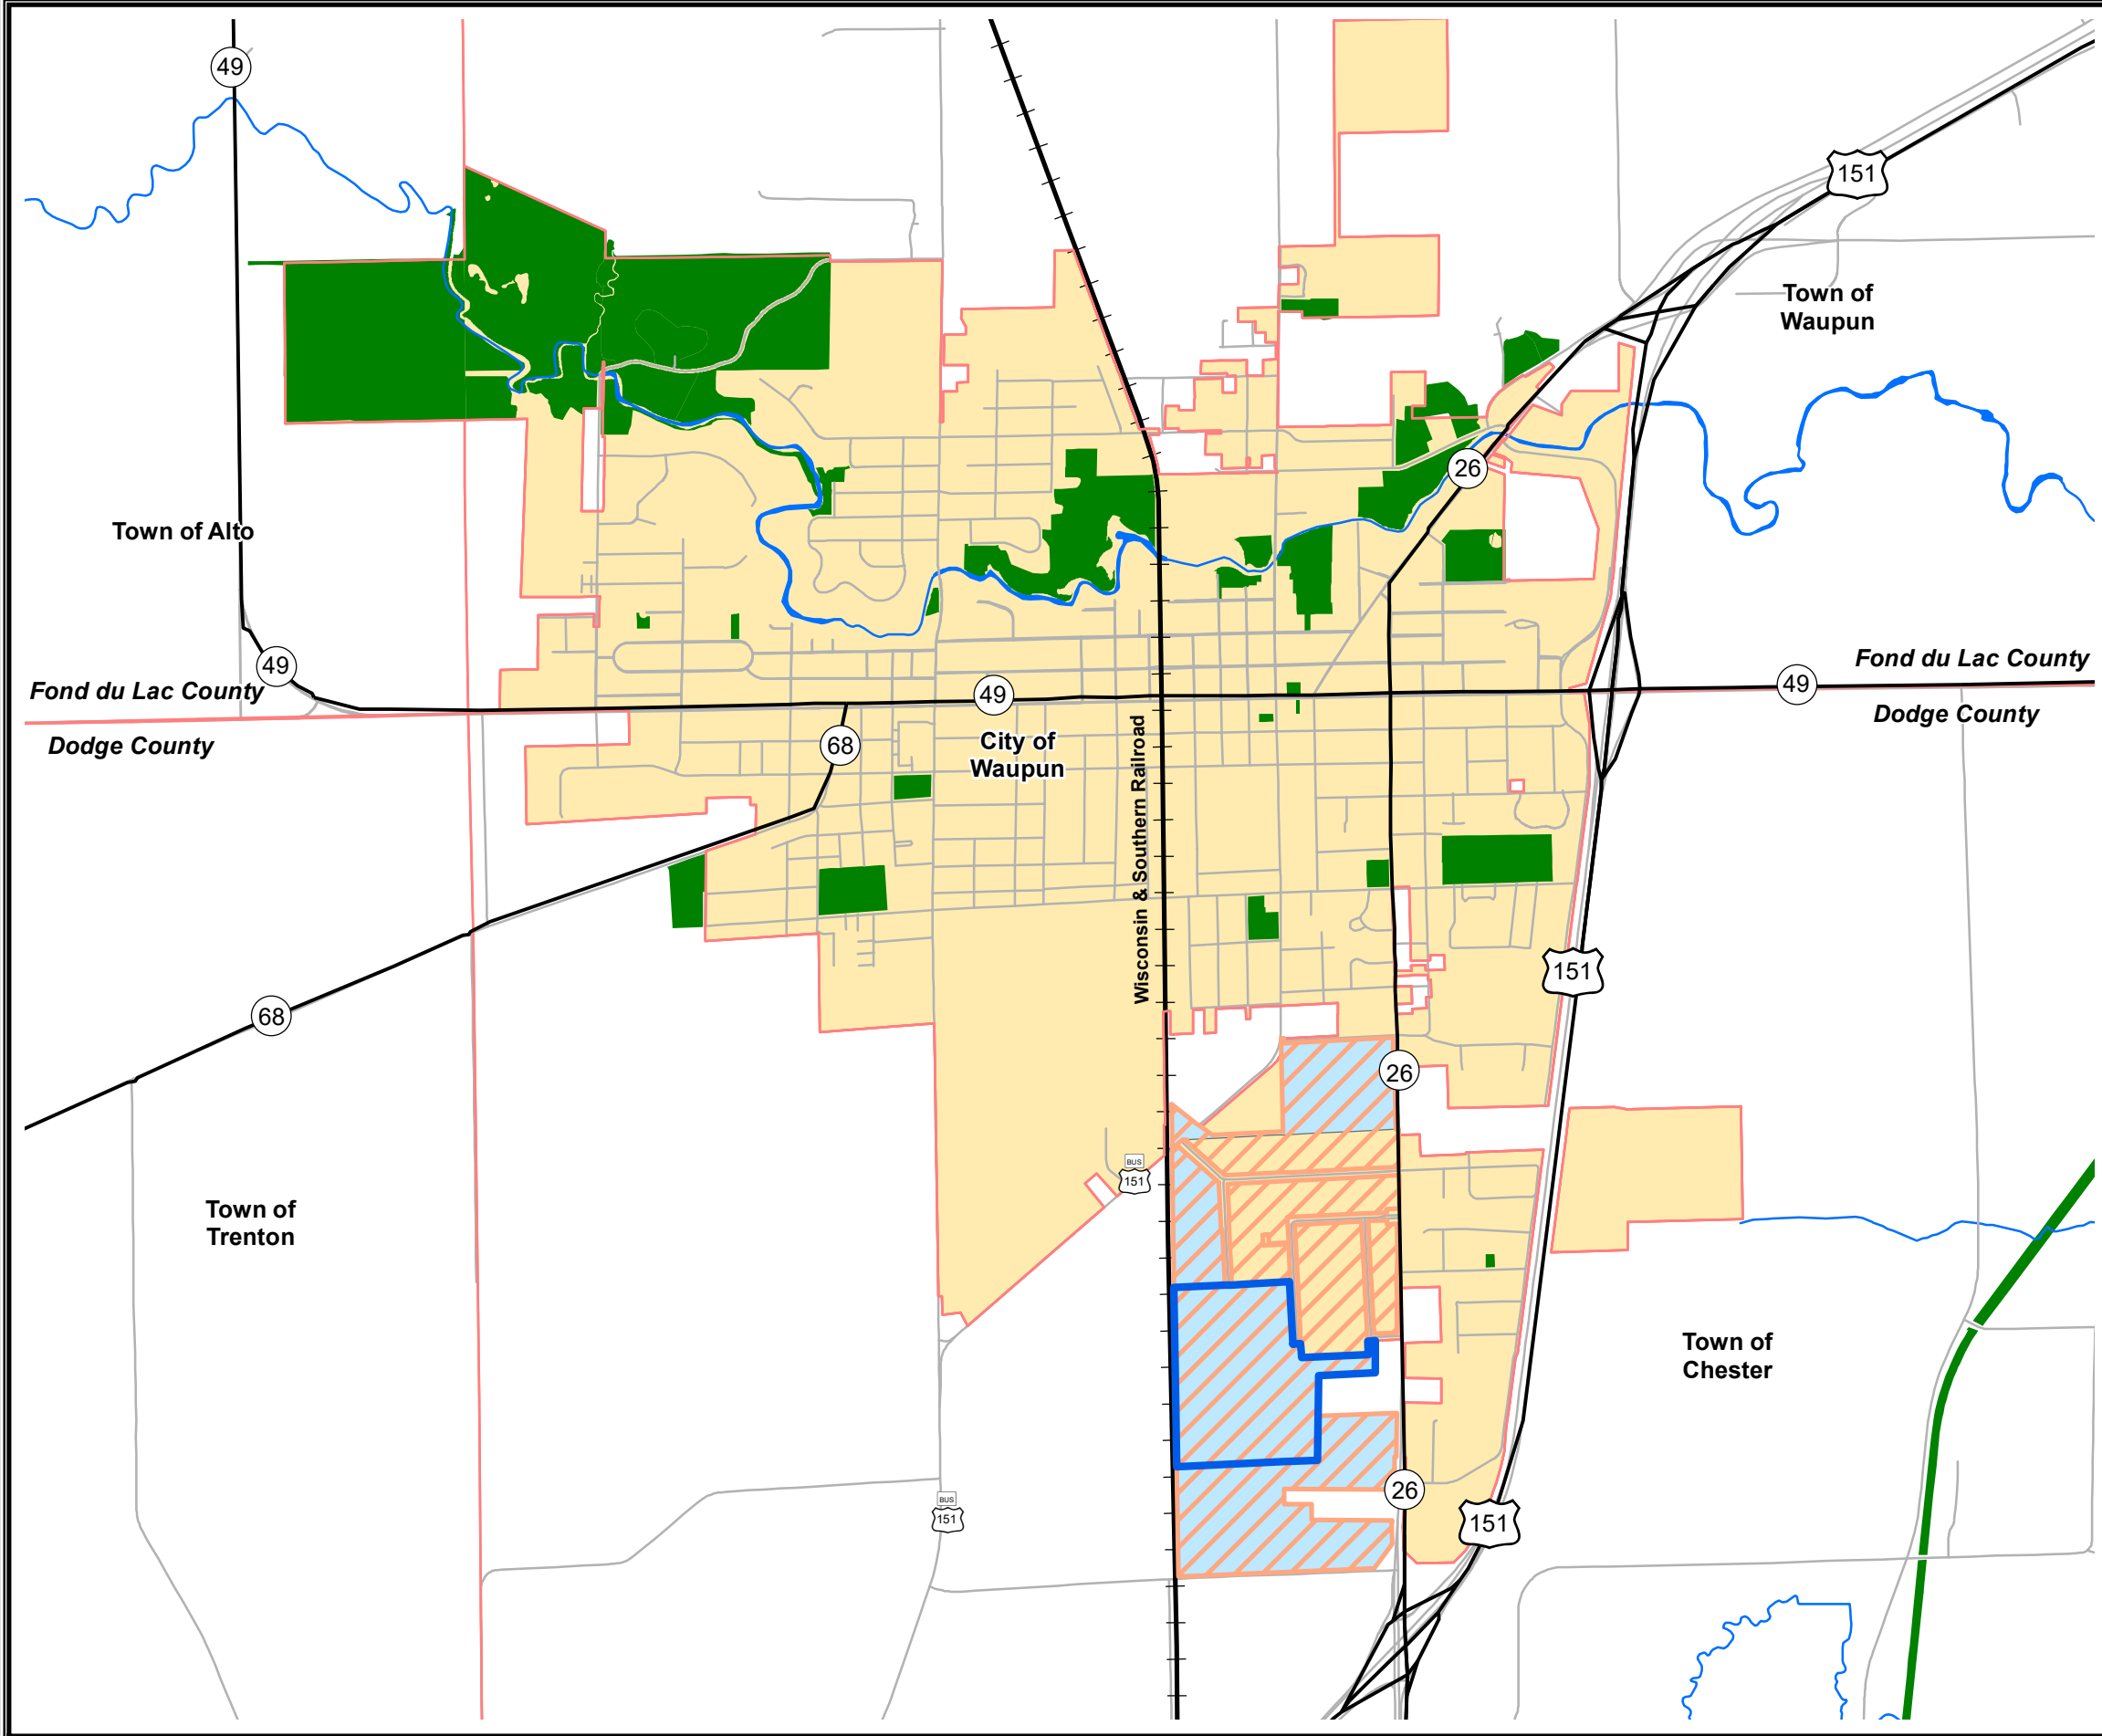 49
151
Town of
Waupun
26
Town of Alto
49
Fond du Lac County
Fond du Lac County
49
49
Dodge County
Dodge County
68
City of
Waupun
Wisconsin & Southern Railroad
151
68
26
BUS
151
Town of
Trenton
Town of
Chester
26
BUS
151
151